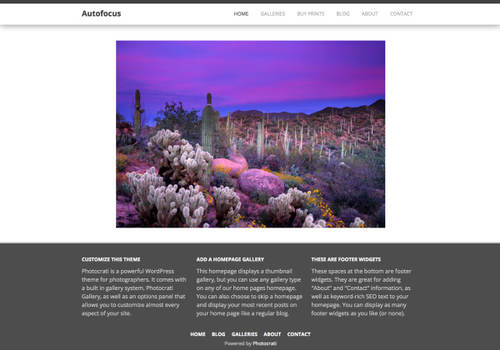 Autofocus
HOME GALLERIES BUY PRINTS BLOG ABOUT CONTACT
CUSTOMIZE THIS THEME
Photocrati is a powerful WordPress
theme for photographers. It comes with
a built in gallery system, Photocrati
Gallery, as well as an option panel that
allows you to customize almost every
aspect of your site.
ADD A HOMEPAGE GALLERY
This homepage displays a thumbnail
gallery, but you can use any gallery type
on any of our home pages homepage.
You can also choose to skip a homepage
and display your most recent posts on
your home page like a regular blog.
THESE ARE FOOTER WIDGETS
These spaces at the bottom are footer
widgets. They are great for adding
"About" and "Contact" information, as
well as keyword-rich SEO text to your
homepage. You can display as many
footer widgets as you like (or none).
HOME BLOG GALLERIES ABOUT CONTACT
Powered by Photocrati